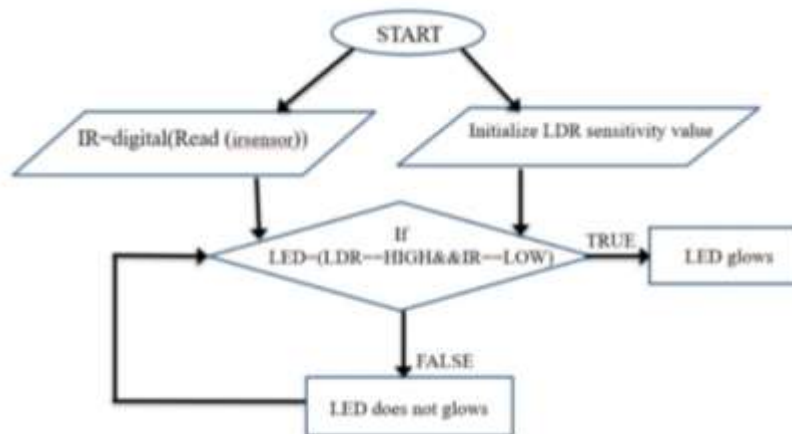 START
IR=digital(Read (irsensor))
Initialize LDR sensitivity value
If
LED=(LDR==HIGH&&IR==LOW)
TRUE
LED glows
FALSE
LED does not glows